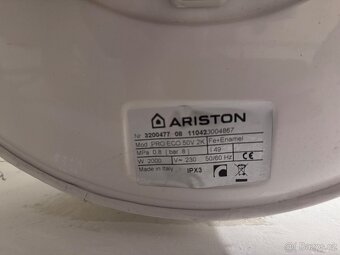 ARISTON
Nr 3200477 08 110423004867
Mod. PRO ECO 50V 2K Fe+Enamel
MPa 0,8 ( bar 8 ) l 49
W 2000 V~ 230 50/60 Hz CE
Made in Italy IPX3